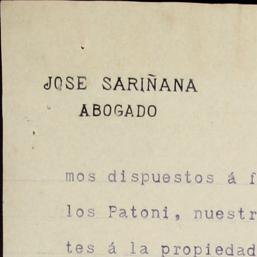 JOSE SARIÑANA
ABOGADO
mos dispuestos á f
los Patoni, nuestr
tes á la propiedad